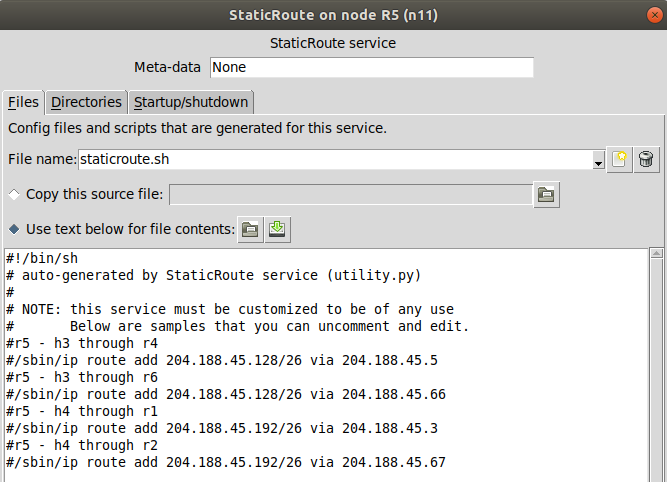 StaticRoute on node R5 (n11)
StaticRoute service
Meta-data None
Files Directories Startup/shutdown
Config files and scripts that are generated for this service.
File name: staticroute.sh
Copy this source file:
Use text below for file contents:
#!/bin/sh
# auto-generated by StaticRoute service (utility.py)
#
# NOTE: this service must be customized to be of any use
#       Below are samples that you can uncomment and edit.
#r5 - h3 through r4
#/sbin/ip route add 204.188.45.128/26 via 204.188.45.5
#r5 - h3 through r6
#/sbin/ip route add 204.188.45.128/26 via 204.188.45.66
#r5 - h4 through r1
#/sbin/ip route add 204.188.45.192/26 via 204.188.45.3
#r5 - h4 through r2
#/sbin/ip route add 204.188.45.192/26 via 204.188.45.67